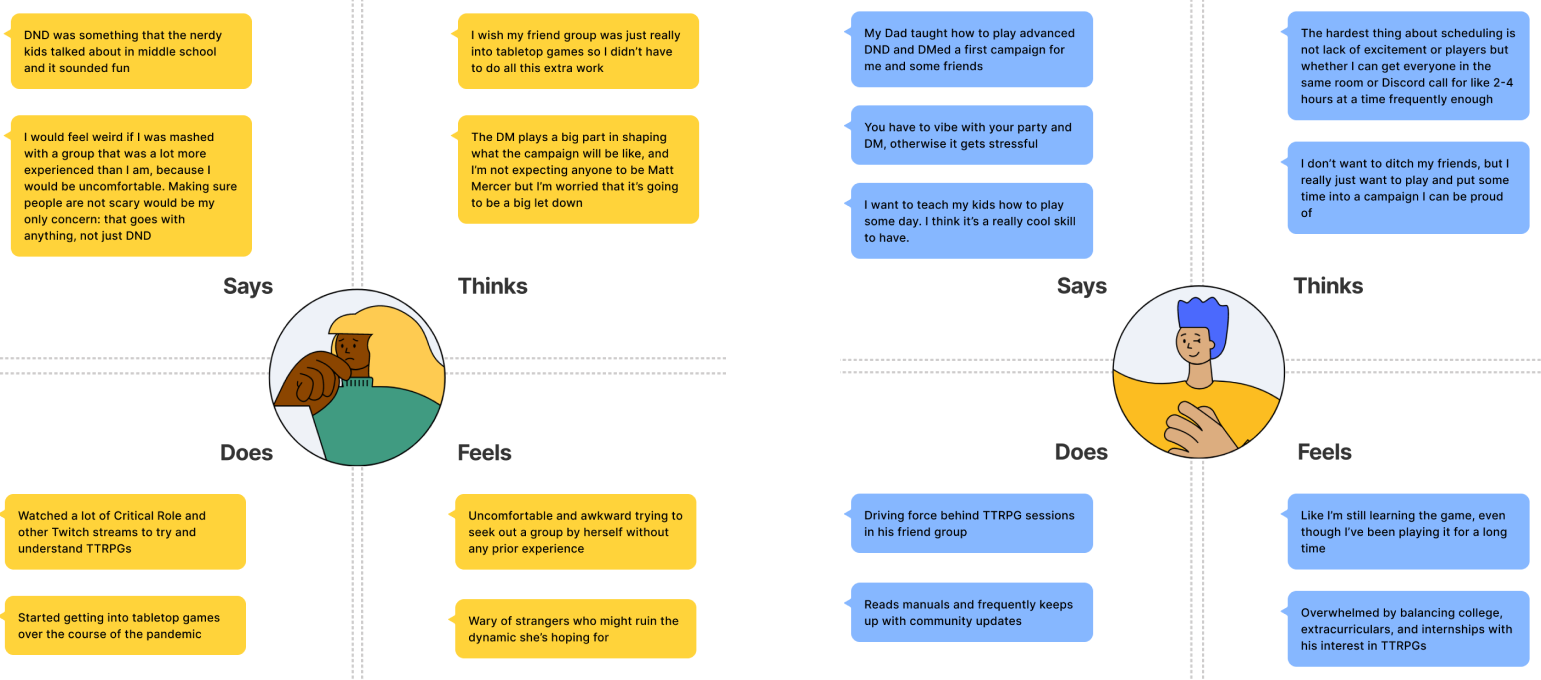 DND was something that the nerdy
kids talked about in middle school
and it sounded fun
I would feel weird if I was mashed
with a group that was a lot more
experienced than I am, because I
would be uncomfortable. Making sure
people are not scary would be my
only concern: that goes with
anything, not just DND
Says
I wish my friend group was just really
into tabletop games so I didn't have
to do all this extra work
The DM plays a big part in shaping
what the campaign will be like, and
I'm not expecting anyone to be Matt
Mercer but I'm worried that it's going
to be a big let down
Thinks
Does
Watched a lot of Critical Role and
other Twitch streams to try and
understand TTRPGs
Started getting into tabletop games
over the course of the pandemic
Feels
Uncomfortable and awkward trying to
seek out a group by herself without
any prior experience
Wary of strangers who might ruin the
dynamic she's hoping for
My Dad taught how to play advanced
DND and DMed a first campaign for
me and some friends
You have to vibe with your party and
DM, otherwise it gets stressful
I want to teach my kids how to play
some day. I think it's a really cool skill
to have.
Says
The hardest thing about scheduling is
not lack of excitement or players but
whether I can get everyone in the
same room or Discord call for like 2-4
hours at a time frequently enough
I don't want to ditch my friends, but I
really just want to play and put some
time into a campaign I can be proud
of
Thinks
Does
Driving force behind TTRPG sessions
in his friend group
Reads manuals and frequently keeps
up with community updates
Feels
Like I'm still learning the game, even
though I've been playing it for a long
time
Overwhelmed by balancing college,
extracurriculars, and internships with
his interest in TTRPGs